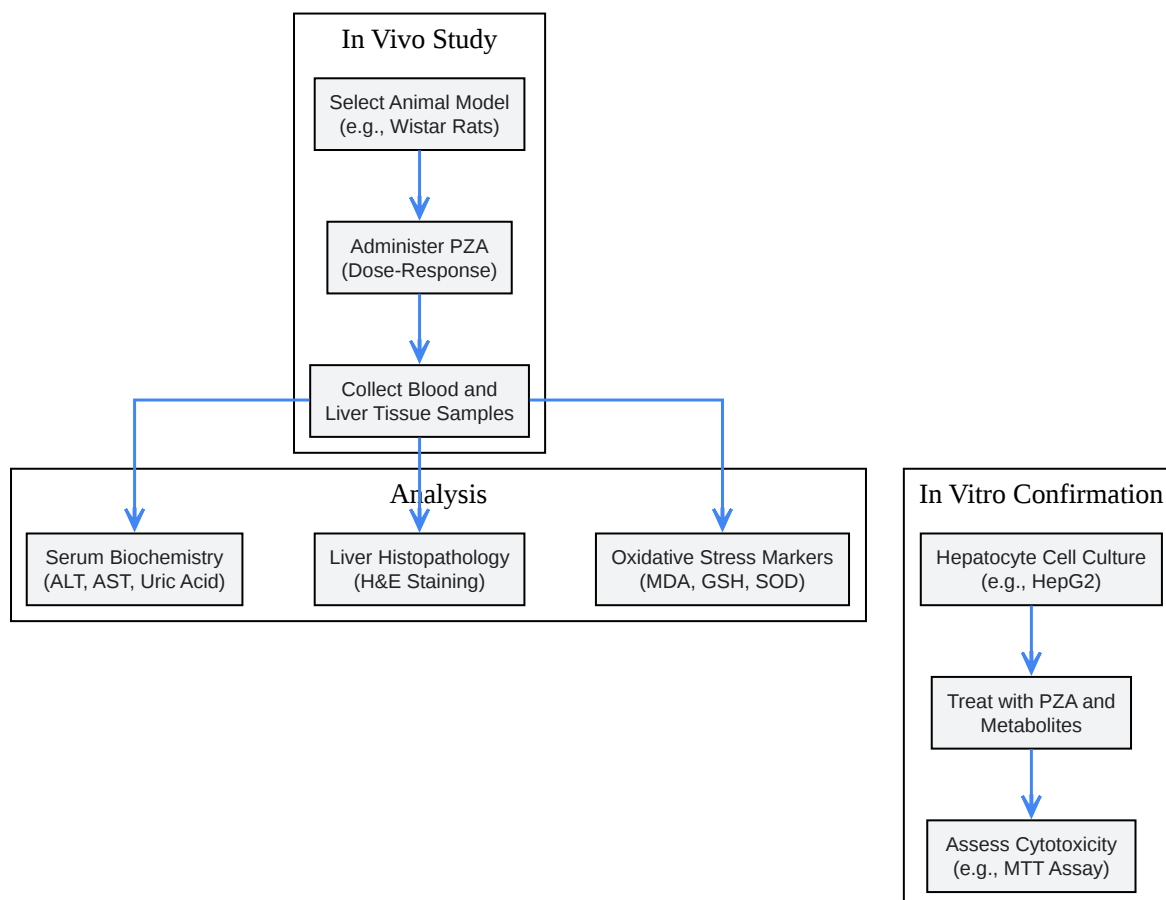 In Vivo Study
Select Animal Model
(e.g., Wistar Rats)
Administer PZA
(Dose-Response)
Collect Blood and
Liver Tissue Samples
Analysis
Serum Biochemistry
(ALT, AST, Uric Acid)
Liver Histopathology
(H&E Staining)
Oxidative Stress Markers
(MDA, GSH, SOD)
In Vitro Confirmation
Hepatocyte Cell Culture
(e.g., HepG2)
Treat with PZA and
Metabolites
Assess Cytotoxicity
(e.g., MTT Assay)